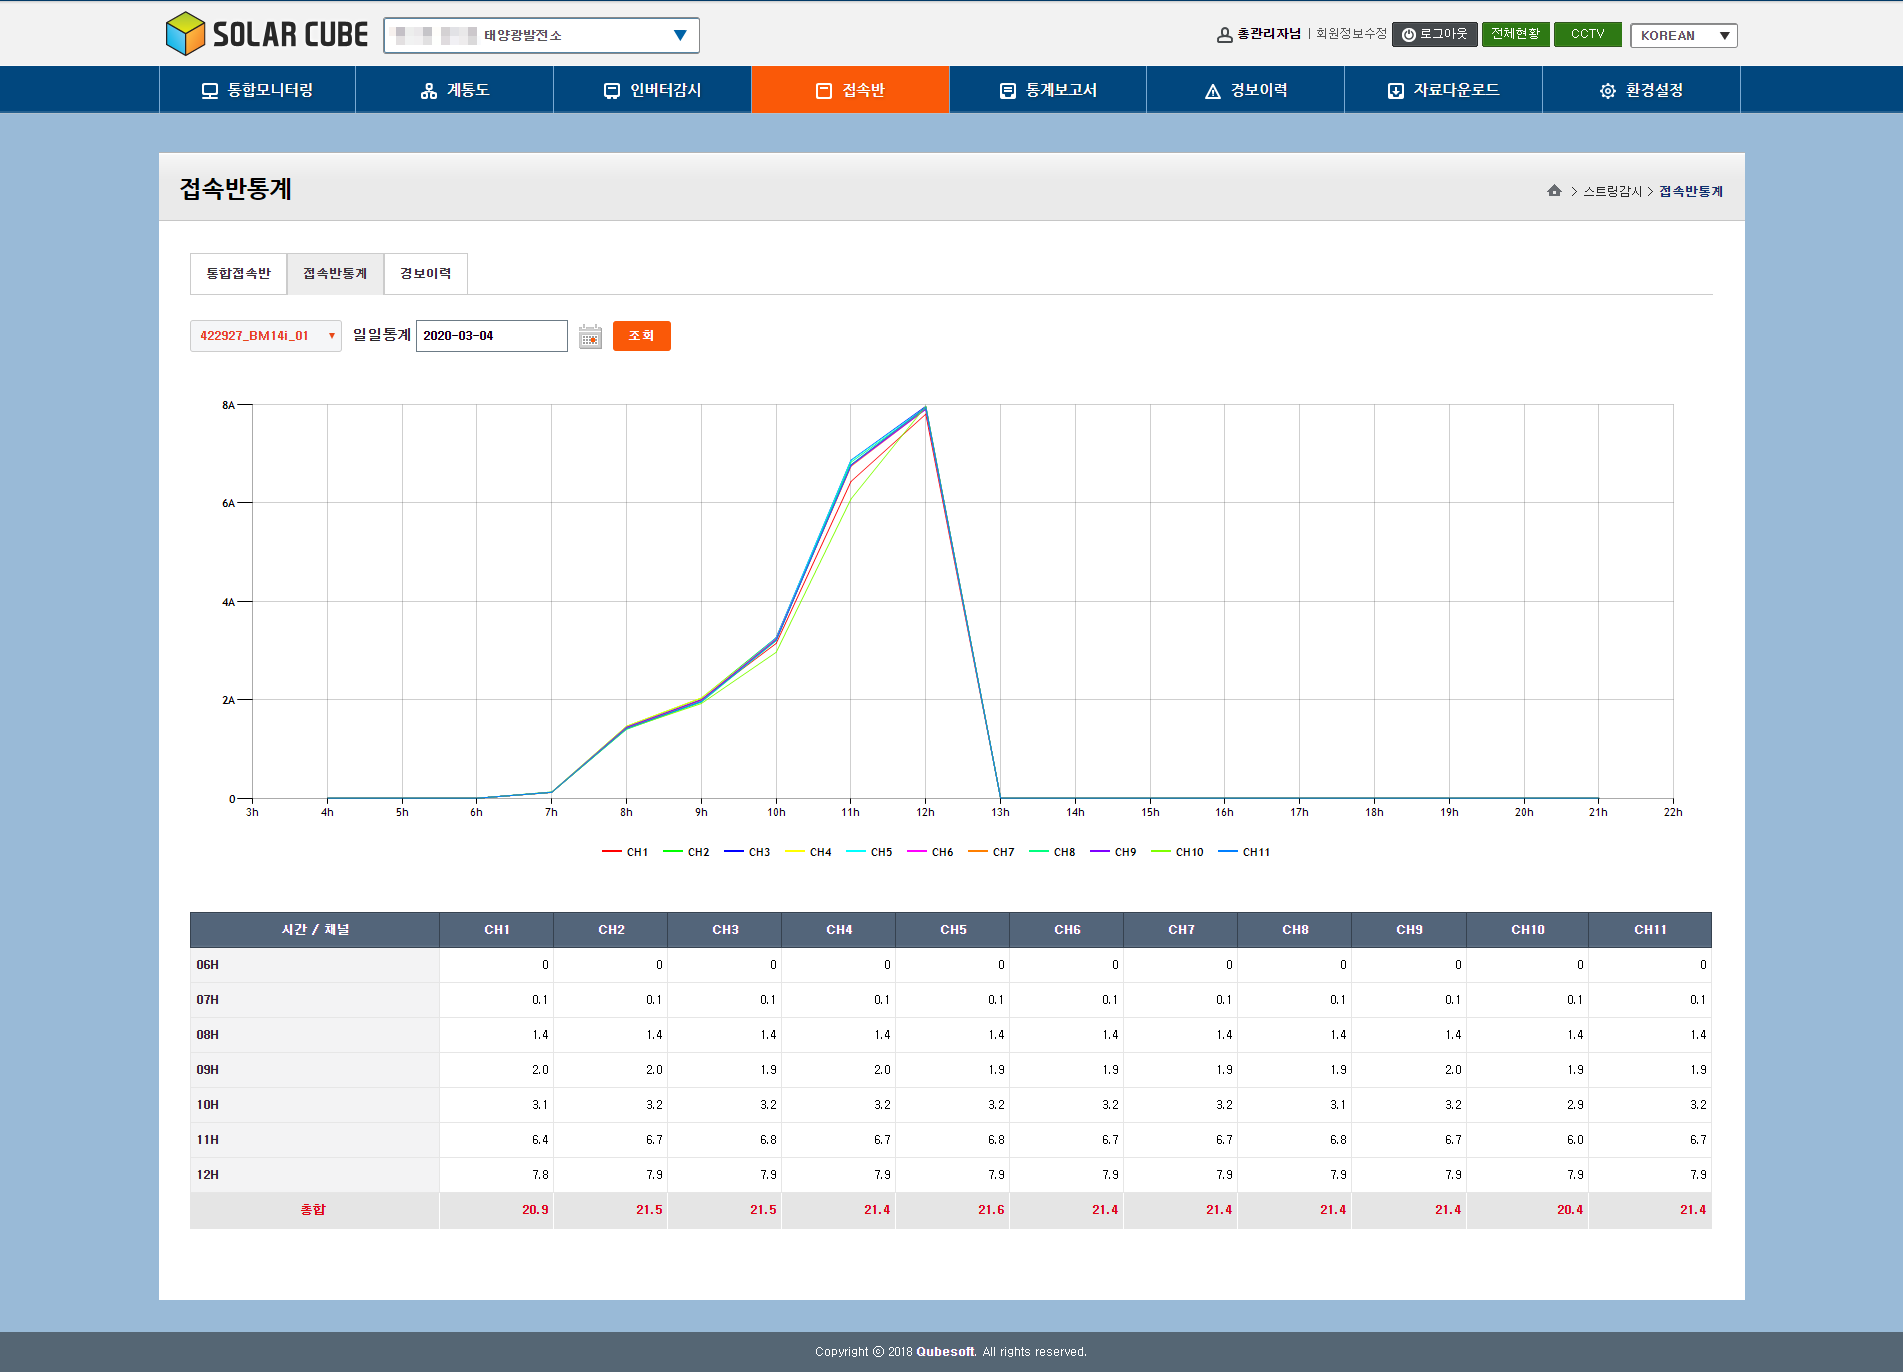 SOLAR CUBE
태양광발전소 ▼
총관리자님 | 회원정보수정 로그아웃 전체현황 CCTV KOREAN ▼
통합모니터링 계통도 인버터감시 접속반 통계보고서 경보이력 자료다운로드 환경설정
접속반통계
> 스트링감시 > 접속반통계
통합접속반 접속반통계 경보이력
422927_BM14i_01 ▼ 일일통계 2020-03-04 조회
8A
6A
4A
2A
0
3h 4h 5h 6h 7h 8h 9h 10h 11h 12h 13h 14h 15h 16h 17h 18h 19h 20h 21h 22h
CH1 CH2 CH3 CH4 CH5 CH6 CH7 CH8 CH9 CH10 CH11
시간 / 채널 CH1 CH2 CH3 CH4 CH5 CH6 CH7 CH8 CH9 CH10 CH11
06H 0 0 0 0 0 0 0 0 0 0 0
07H 0.1 0.1 0.1 0.1 0.1 0.1 0.1 0.1 0.1 0.1 0.1
08H 1.4 1.4 1.4 1.4 1.4 1.4 1.4 1.4 1.4 1.4 1.4
09H 2.0 2.0 1.9 2.0 1.9 1.9 1.9 1.9 2.0 1.9 1.9
10H 3.1 3.2 3.2 3.2 3.2 3.2 3.2 3.1 3.2 2.9 3.2
11H 6.4 6.7 6.8 6.7 6.8 6.7 6.7 6.8 6.7 6.0 6.7
12H 7.8 7.9 7.9 7.9 7.9 7.9 7.9 7.9 7.9 7.9 7.9
총합 20.9 21.5 21.5 21.4 21.6 21.4 21.4 21.4 21.4 20.4 21.4
Copyright ⓒ 2018 Qubesoft. All rights reserved.